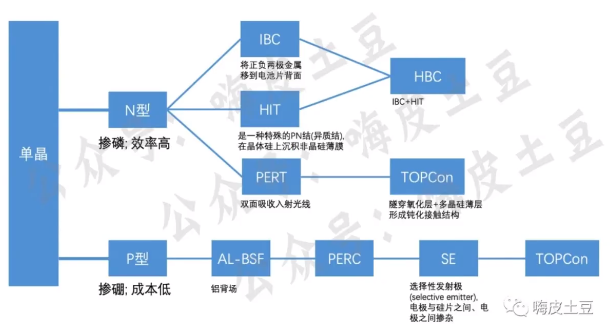 单晶
N型
掺磷; 效率高
IBC
将正负两极金属
移到电池片背面
HIT
是一种特殊的PN结(异质结),
在晶体硅上沉积非晶硅薄膜
HBC
IBC+HIT
PERT
双面吸收入射光线
TOPCon
隧穿氧化层+多晶硅薄层
形成钝化接触结构
P型
掺硼; 成本低
AL-BSF
铝背场
PERC
SE
选择性发射极
(selective emitter),
电极与硅片之间、电
极之间掺杂
TOPCon
公众号：嗨皮土豆
公众号：嗨皮土豆
公众号：嗨皮土豆
嗨皮土豆